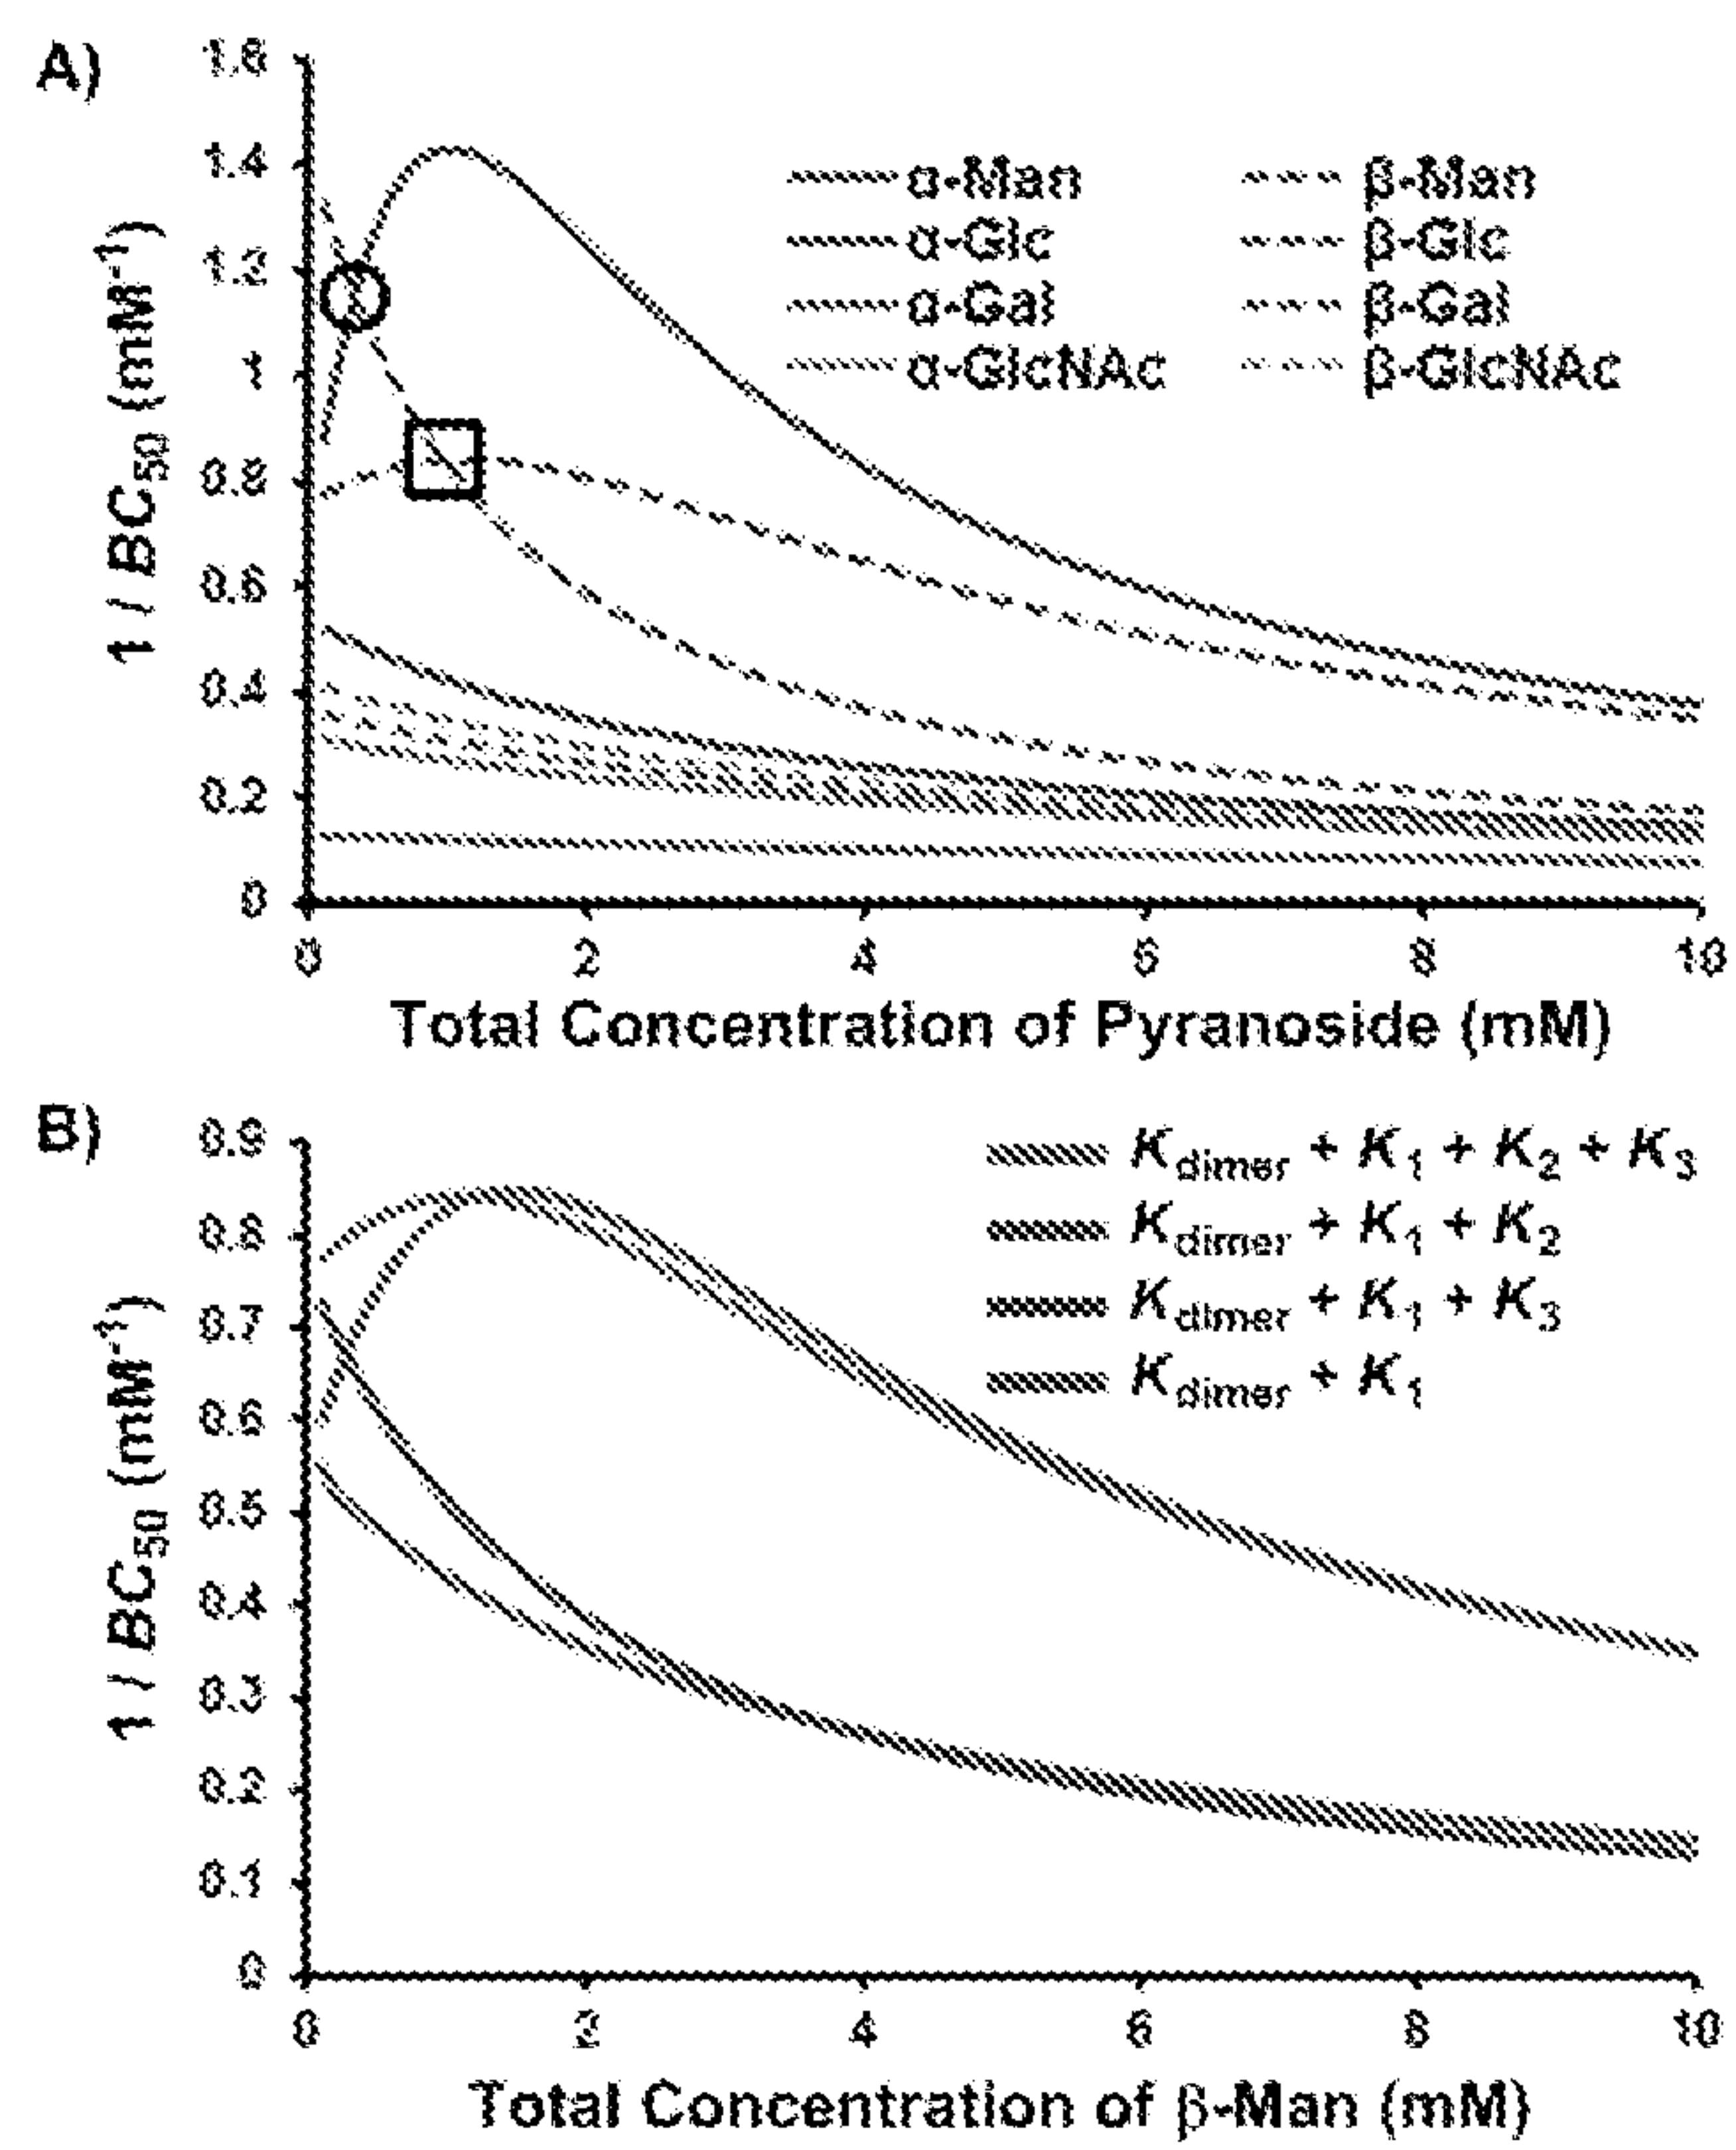 A)
1.6
1.4
1.2
1
0.8
0.6
0.4
0.2
0
1 / BC50 (mM-1)
α-Man β-Man
α-Glc β-Glc
α-Gal β-Gal
α-GlcNAc β-GlcNAc
0 2 4 6 8 10
Total Concentration of Pyranoside (mM)
B)
0.9
0.8
0.7
0.6
0.5
0.4
0.3
0.2
0.1
0
1 / BC50 (mM-1)
Kdimer + K1 + K2 + K3
Kdimer + K1 + K2
Kdimer + K1 + K3
Kdimer + K1
0 2 4 6 8 10
Total Concentration of β-Man (mM)